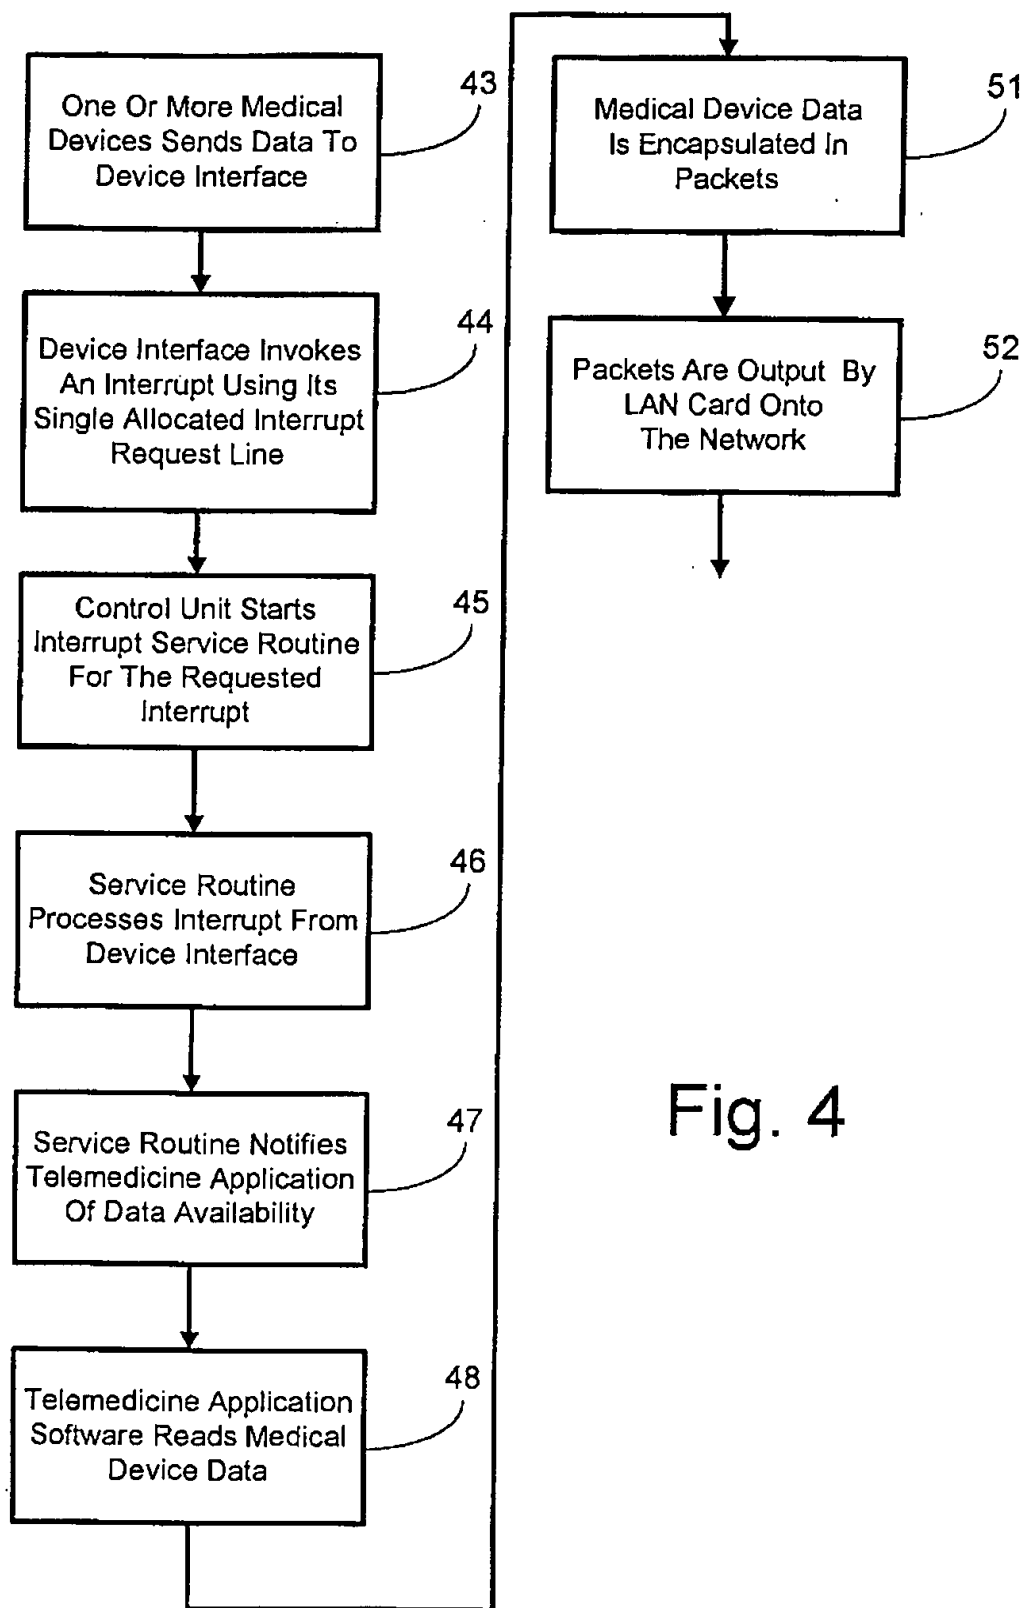 One Or More Medical
Devices Sends Data To
Device Interface
43
Device Interface Invokes
An Interrupt Using Its
Single Allocated Interrupt
Request Line
44
Control Unit Starts
Interrupt Service Routine
For The Requested
Interrupt
45
Service Routine
Processes Interrupt From
Device Interface
46
Service Routine Notifies
Telemedicine Application
Of Data Availability
47
Telemedicine Application
Software Reads Medical
Device Data
48
Medical Device Data
Is Encapsulated In
Packets
51
Packets Are Output By
LAN Card Onto
The Network
52
Fig. 4